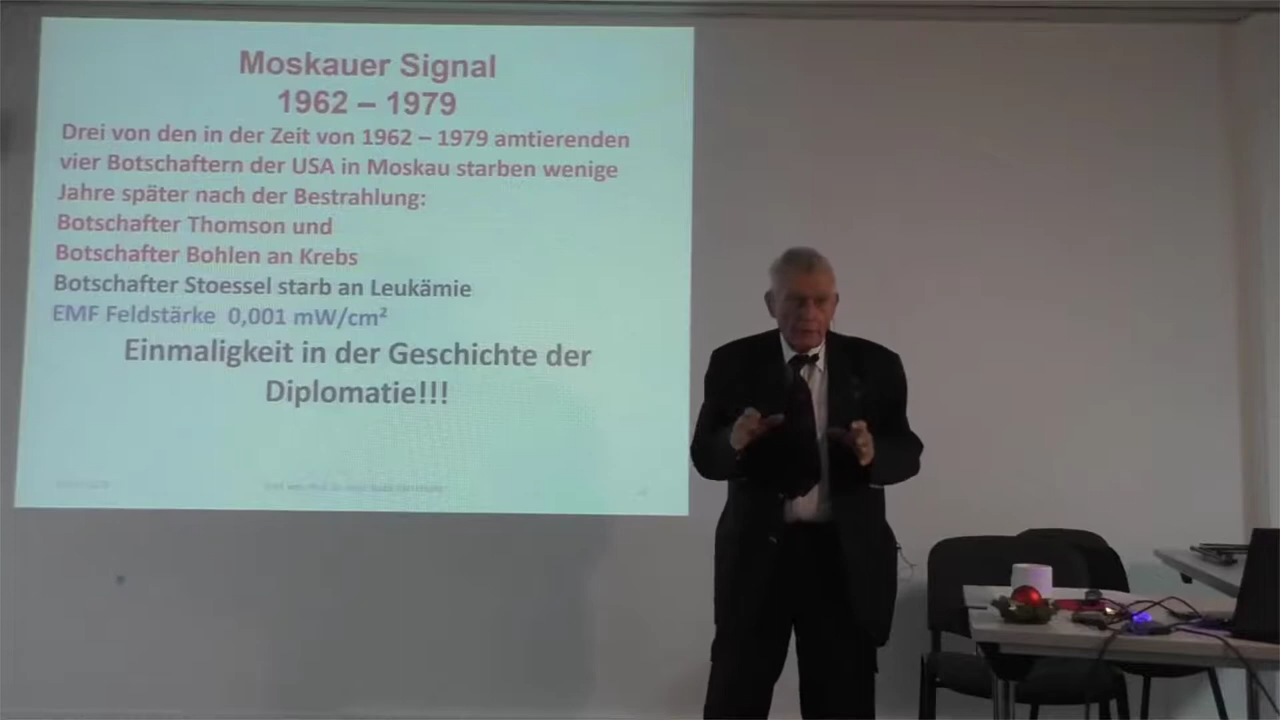 Moskauer Signal
1962 – 1979
Drei von den in der Zeit von 1962 – 1979 amtierenden
vier Botschaftern der USA in Moskau starben wenige
Jahre später nach der Bestrahlung:
Botschafter Thomson und
Botschafter Bohlen an Krebs
Botschafter Stoessel starb an Leukämie
EMF Feldstärke 0,001 mW/cm²
Einmaligkeit in der Geschichte der
Diplomatie!!!